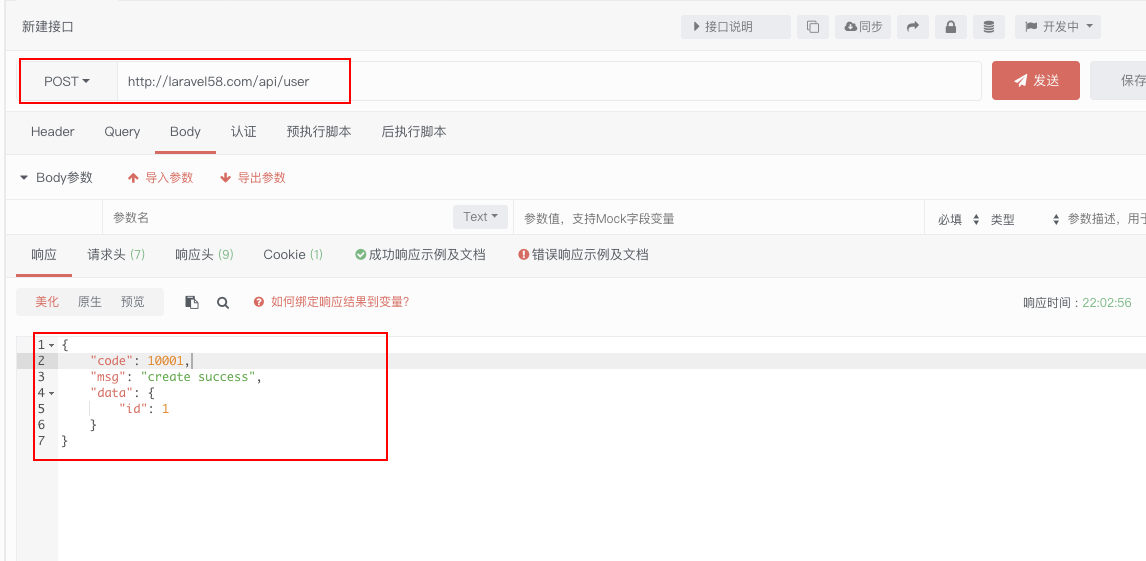 新建接口
接口说明 同步 开发中
POST http://laravel58.com/api/user 发送 保存
Header Query Body 认证 预执行脚本 后执行脚本
Body参数 导入参数 导出参数
参数名 Text 参数值，支持Mock字段变量 必填 类型 参数描述，用于
响应 请求头 (7) 响应头 (9) Cookie (1) 成功响应示例及文档 错误响应示例及文档
美化 原生 预览 如何绑定响应结果到变量? 响应时间：22:02:56
1 {
2 "code": 10001,
3 "msg": "create success",
4 "data": {
5 "id": 1
6 }
7 }